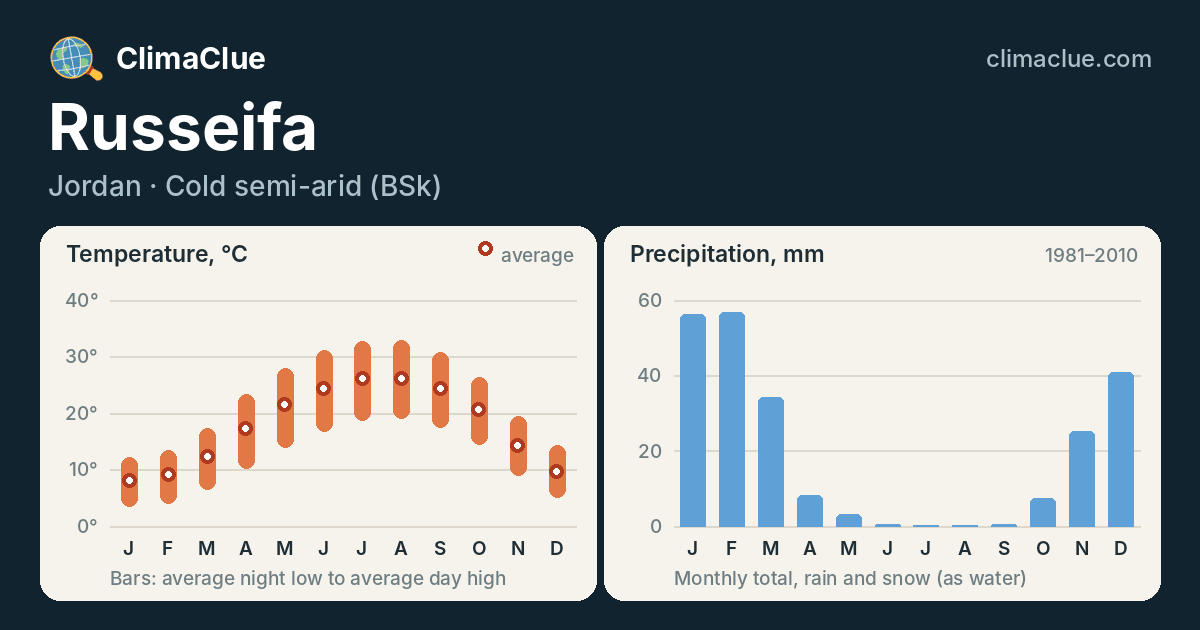 ClimaClue
climaclue.com
Russeifa
Jordan · Cold semi-arid (BSk)
Temperature, °C
average
40°
30°
20°
10°
0°
J F M A M J J A S O N D
Bars: average night low to average day high
Precipitation, mm
1981–2010
60
40
20
0
J F M A M J J A S O N D
Monthly total, rain and snow (as water)